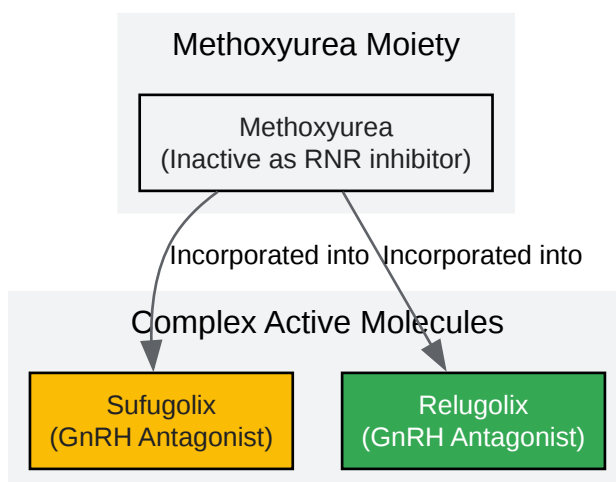 Methoxyurea Moiety
Methoxyurea
(Inactive as RNR inhibitor)
Incorporated into
Incorporated into
Complex Active Molecules
Sufugolix
(GnRH Antagonist)
Relugolix
(GnRH Antagonist)